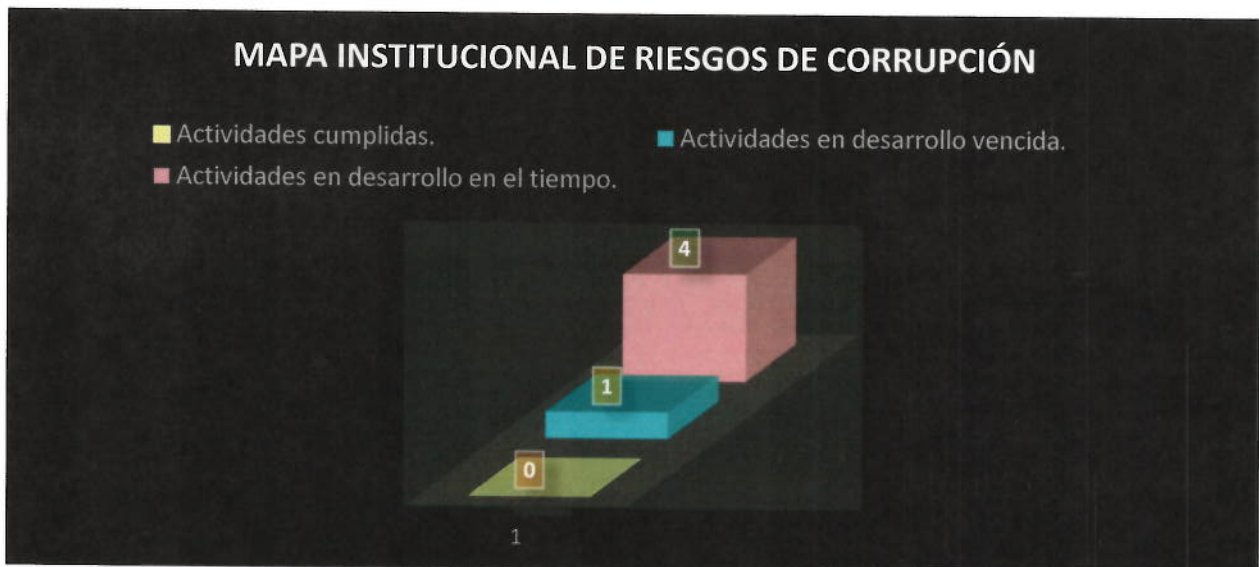 MAPA INSTITUCIONAL DE RIESGOS DE CORRUPCIÓN
Actividades cumplidas.
Actividades en desarrollo vencida.
Actividades en desarrollo en el tiempo.
4
1
0
1